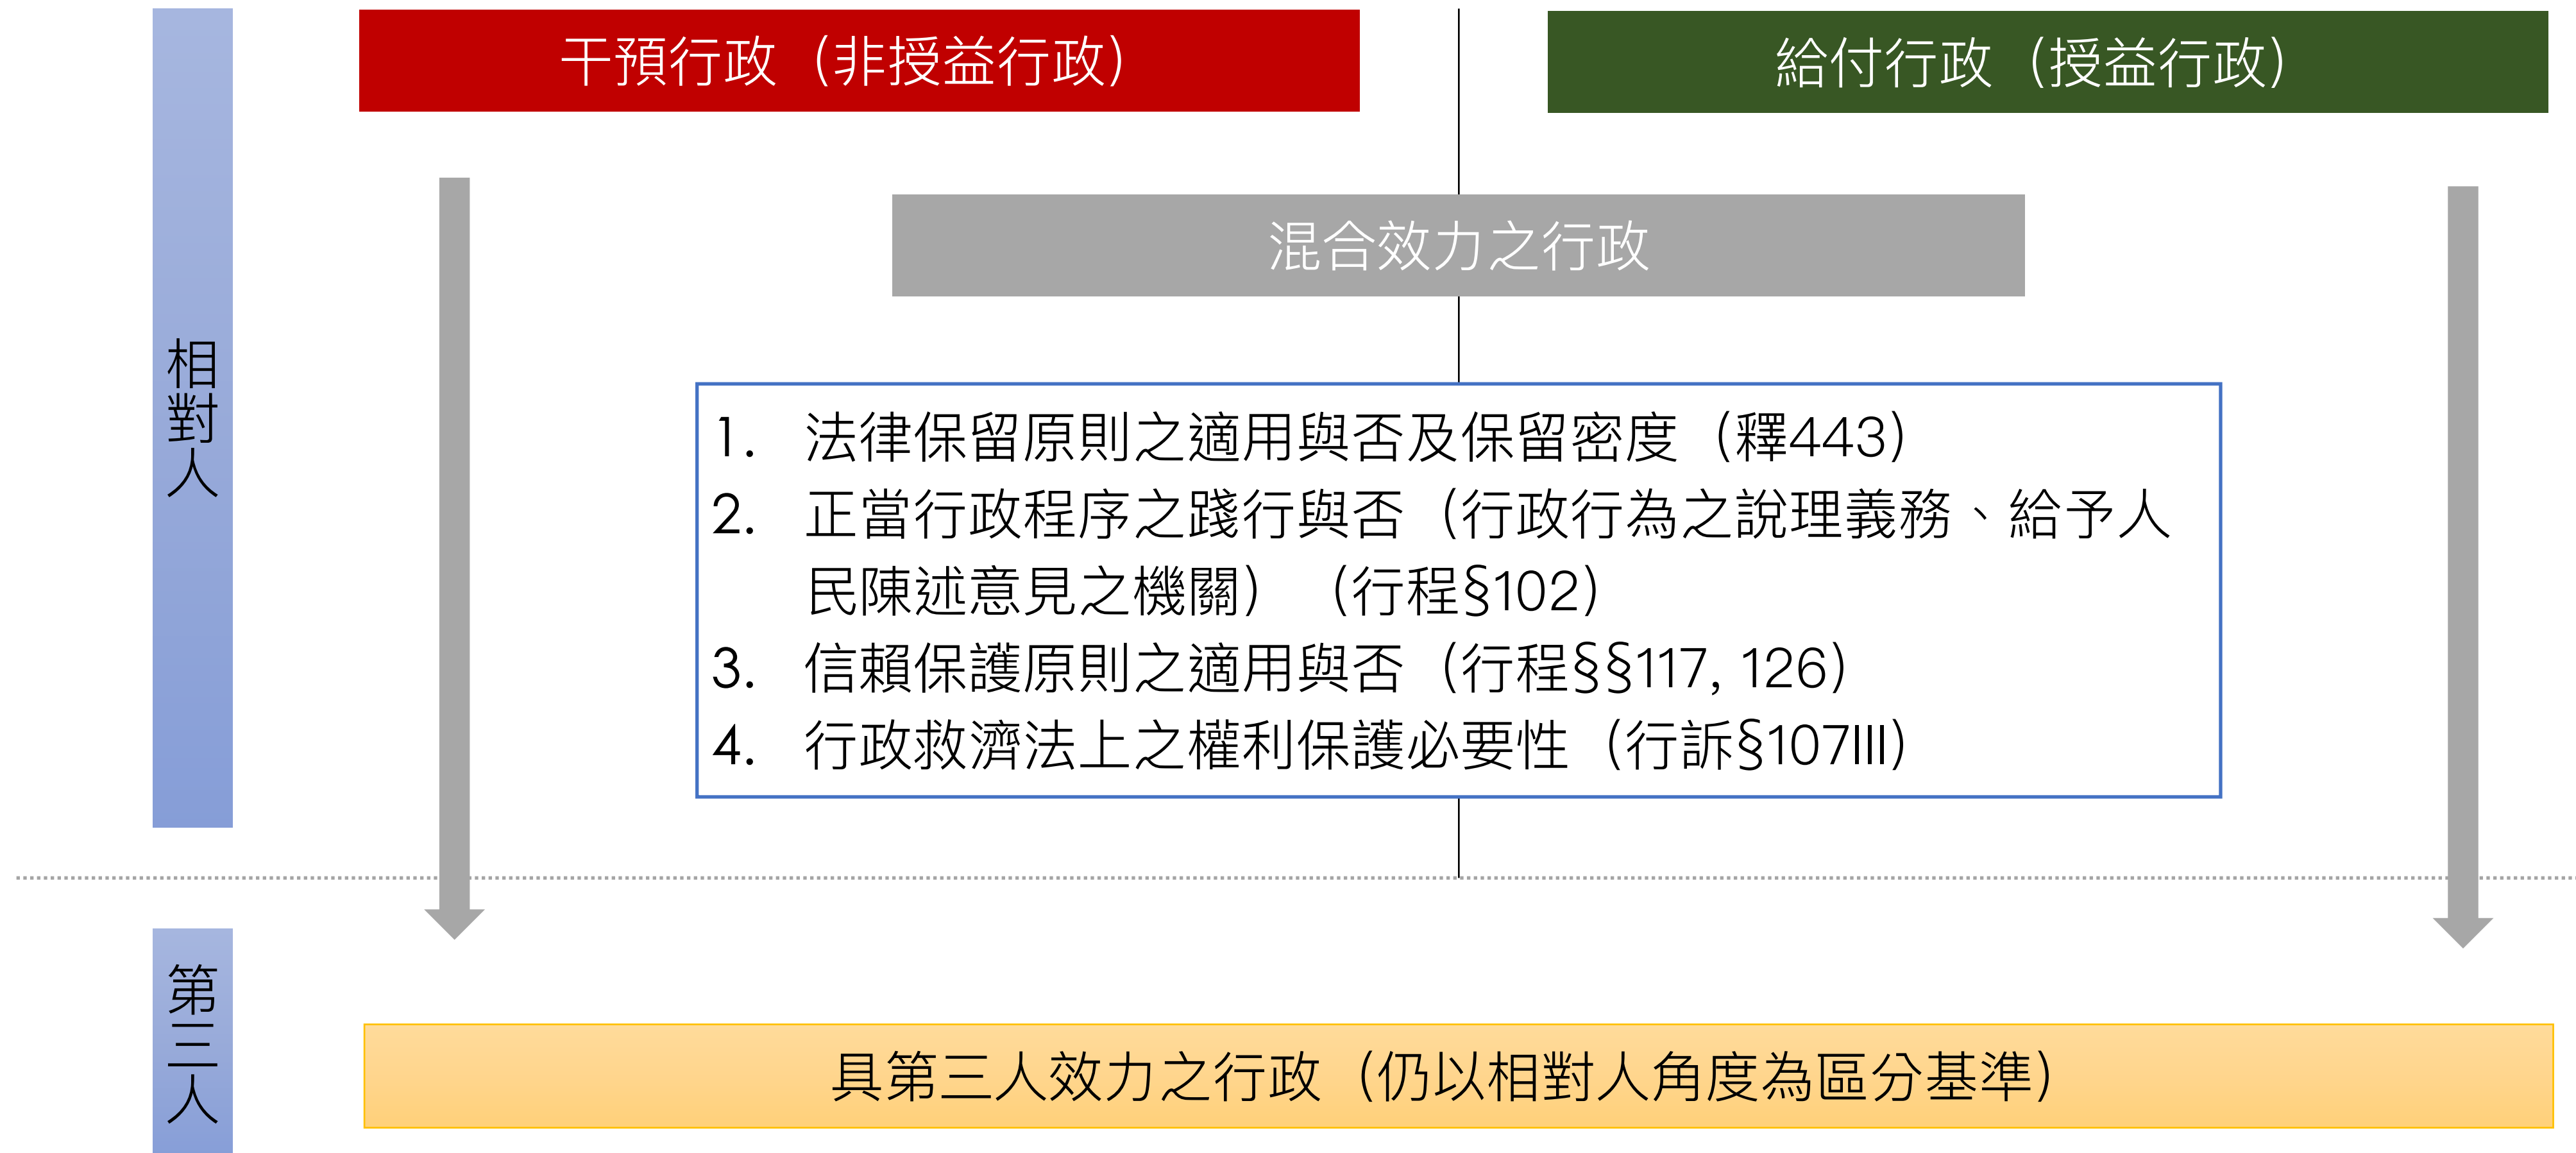 干預行政（非授益行政）
給付行政（授益行政）
混合效力之行政
相對人
1. 法律保留原則之適用與否及保留密度（釋443）
2. 正當行政程序之踐行與否（行政行為之說理義務、給予人
民陳述意見之機關）（行程§102）
3. 信賴保護原則之適用與否（行程§§117, 126）
4. 行政救濟法上之權利保護必要性（行訴§107III）
第三人
具第三人效力之行政（仍以相對人角度為區分基準）